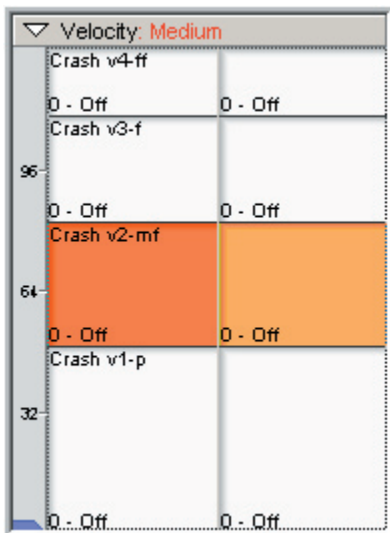 Velocity: Medium
Crash v4-ff
0 - Off 0 - Off
Crash v3-f
96
0 - Off 0 - Off
Crash v2-mf
64
0 - Off 0 - Off
Crash v1-p
32
0 - Off 0 - Off